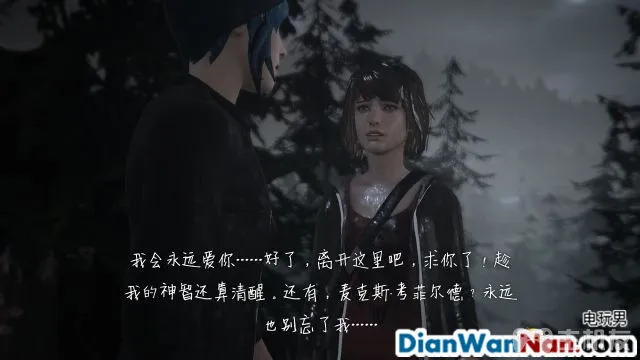 我会永远爱你……好了，离开这里吧，求你了！趁
我的神智还算清醒。还有，麦克斯·考菲尔德？永远
也别忘了我……
电玩男
DianWanNan.com